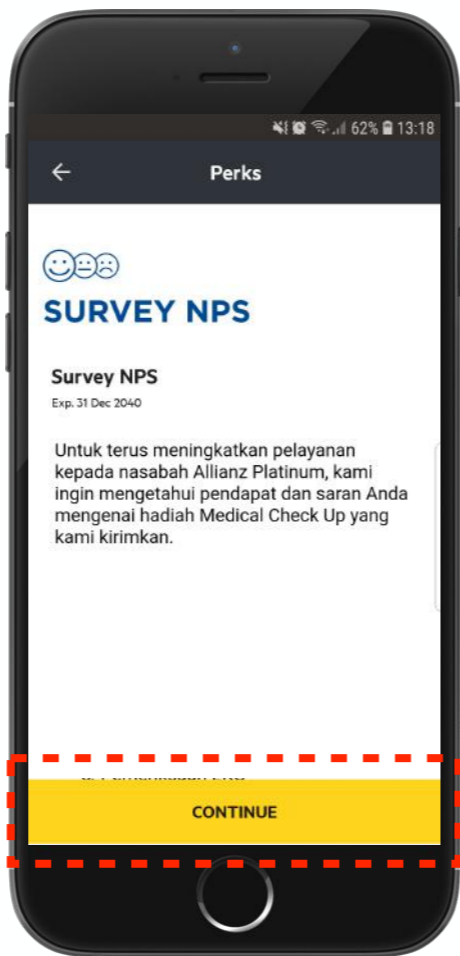 62% 13:18
Perks
SURVEY NPS
Survey NPS
Exp. 31 Dec 2040
Untuk terus meningkatkan pelayanan
kepada nasabah Allianz Platinum, kami
ingin mengetahui pendapat dan saran Anda
mengenai hadiah Medical Check Up yang
kami kirimkan.
CONTINUE